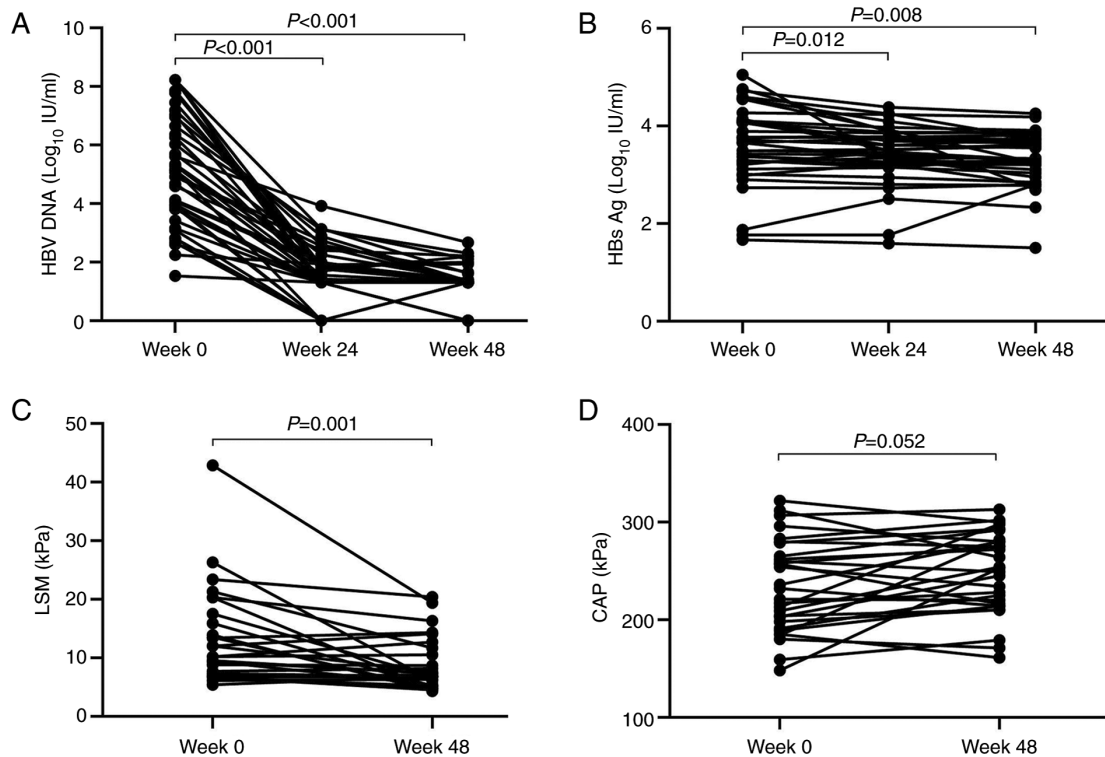 A
HBV DNA (Log10 IU/ml)
10
8
6
4
2
0
P<0.001
P<0.001
Week 0
Week 24
Week 48
B
HBs Ag (Log10 IU/ml)
6
4
2
0
P=0.008
P=0.012
Week 0
Week 24
Week 48
C
LSM (kPa)
50
40
30
20
10
0
P=0.001
Week 0
Week 48
D
CAP (kPa)
400
300
200
100
P=0.052
Week 0
Week 48